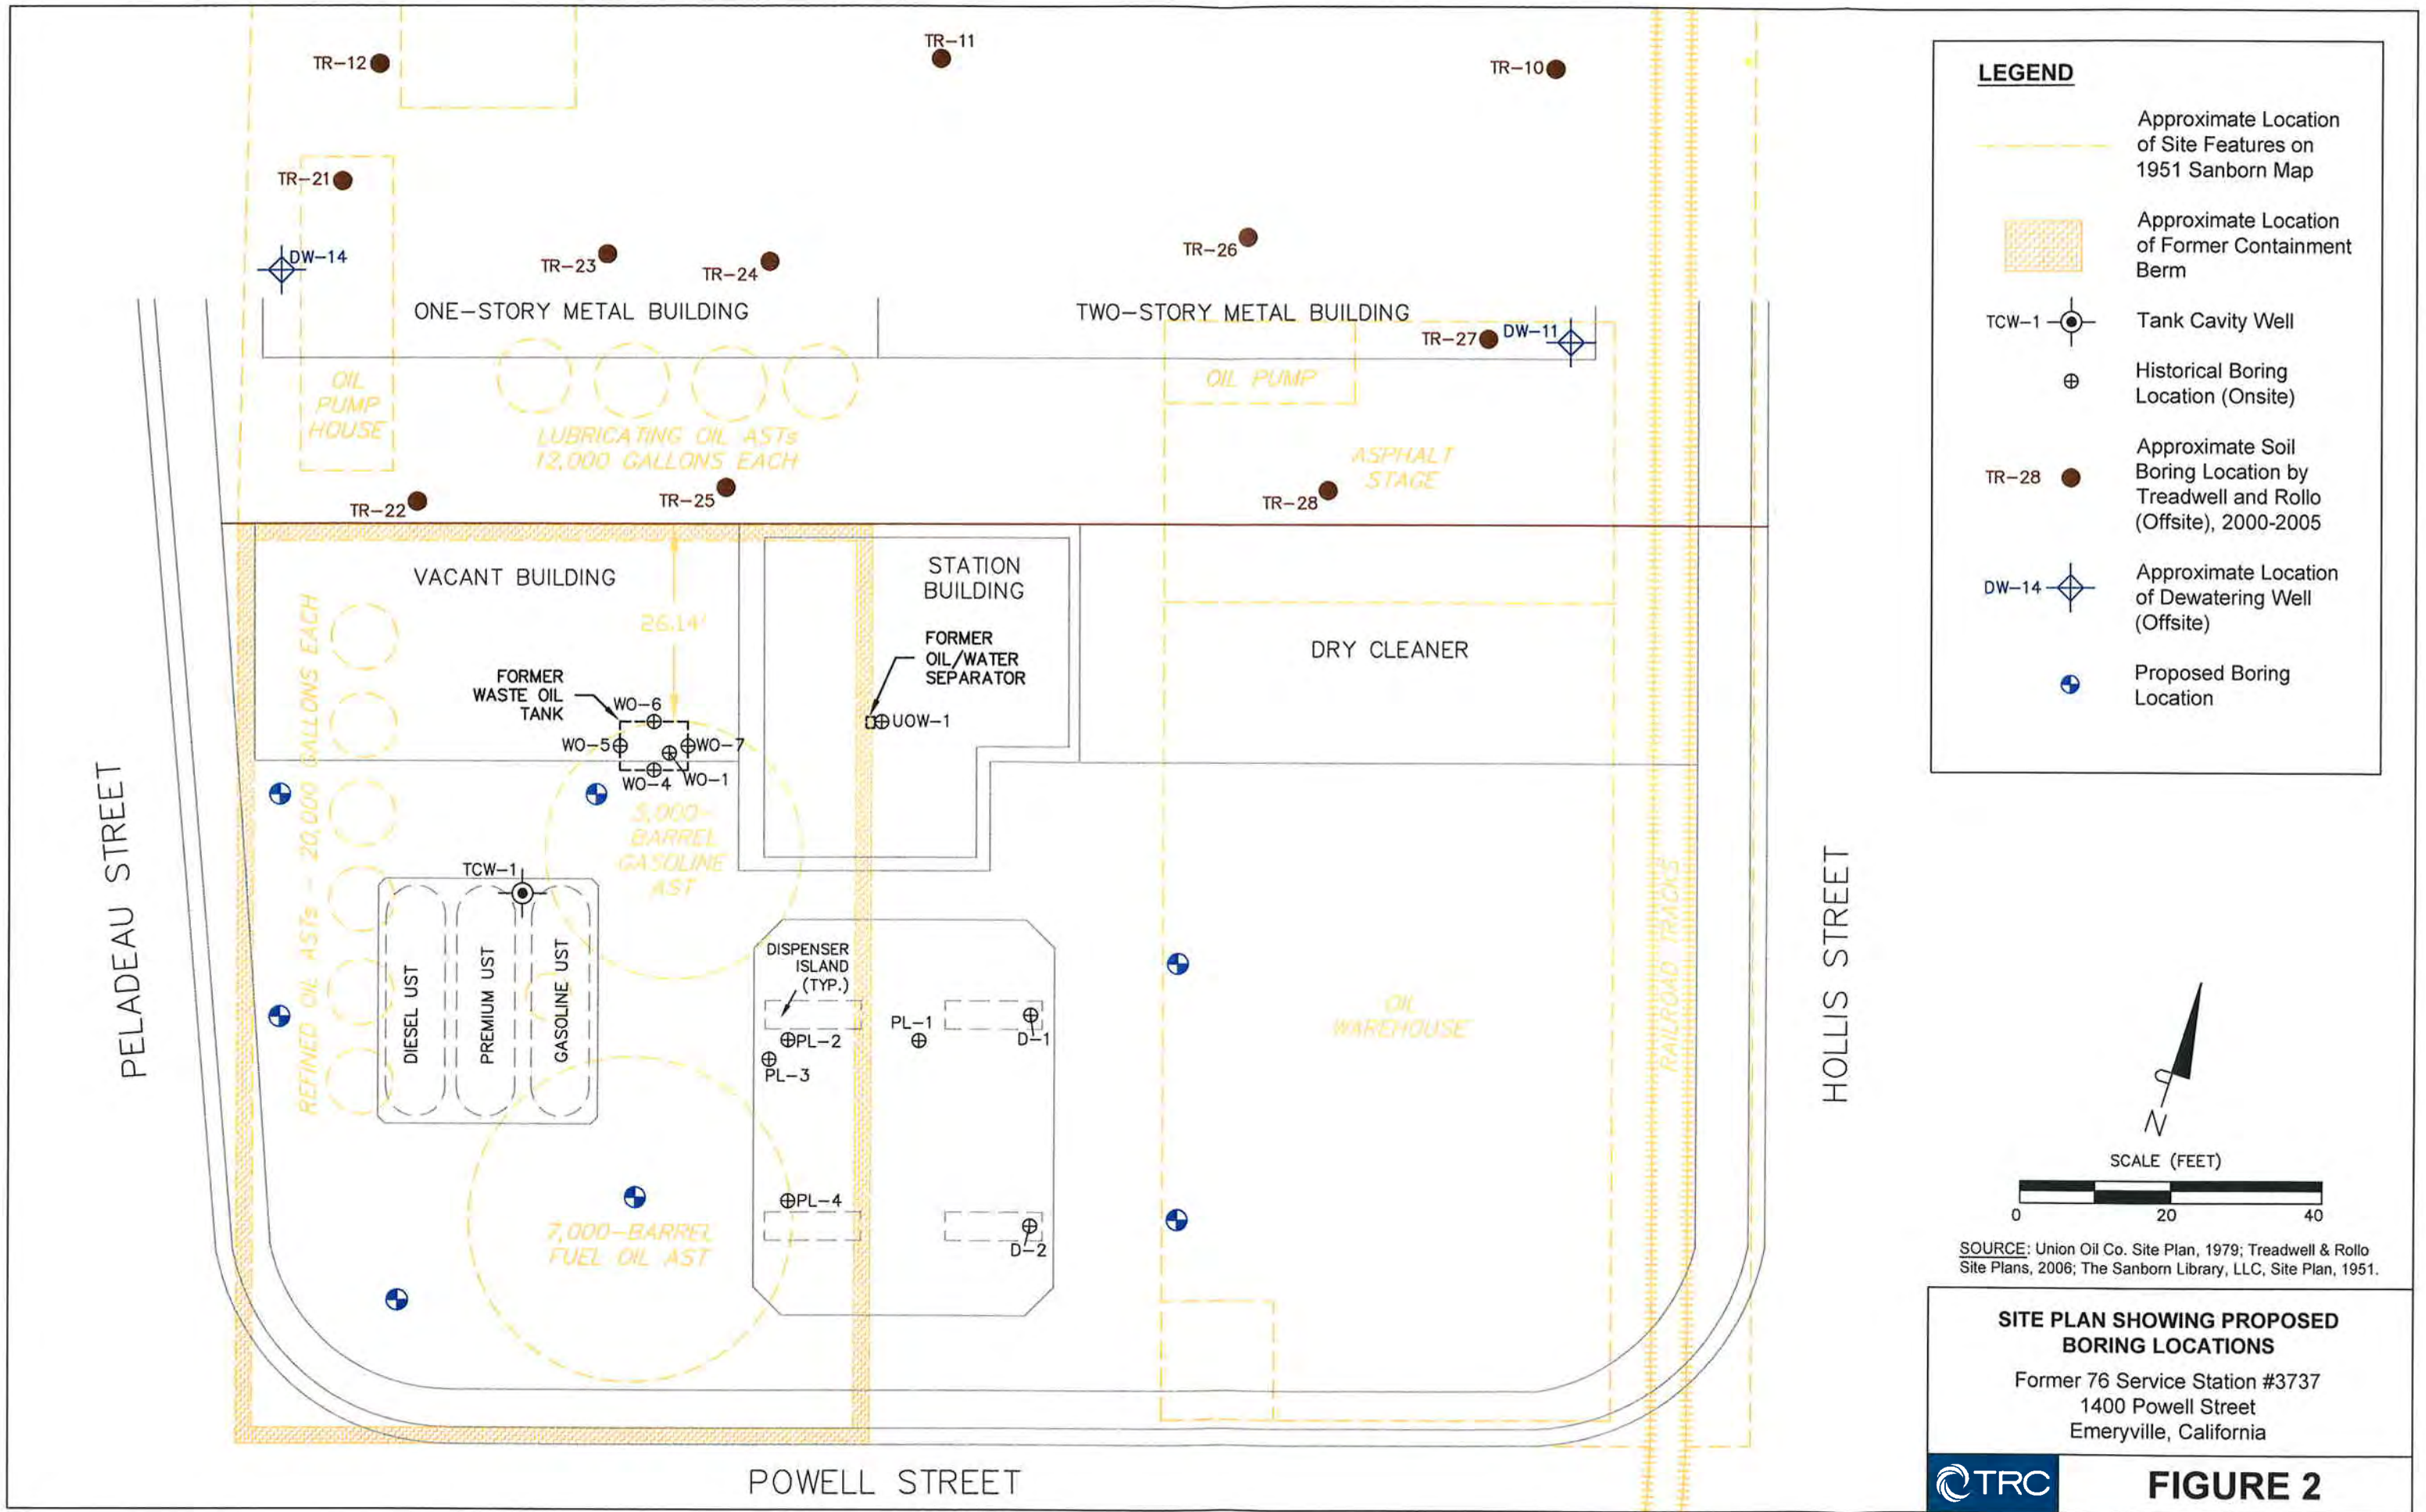 TR-12
TR-11
TR-10
TR-21
DW-14
TR-23
TR-24
TR-26
ONE-STORY METAL BUILDING
TWO-STORY METAL BUILDING
TR-27
DW-11
OIL
PUMP
HOUSE
OIL PUMP
LUBRICATING OIL ASTs
12,000 GALLONS EACH
ASPHALT
STAGE
TR-22
TR-25
TR-28
VACANT BUILDING
STATION
BUILDING
26.14'
FORMER
OIL/WATER
SEPARATOR
DRY CLEANER
FORMER
WASTE OIL
TANK
WO-6
WO-5
WO-7
WO-4
WO-1
UOW-1
REFINED OIL ASTs - 20,000 GALLONS EACH
5,000-
BARREL
GASOLINE
AST
TCW-1
DIESEL UST
PREMIUM UST
GASOLINE UST
DISPENSER
ISLAND
(TYP.)
PL-1
PL-2
PL-3
D-1
PL-4
D-2
7,000-BARREL
FUEL OIL AST
OIL
WAREHOUSE
RAILROAD TRACKS
PELADEAU STREET
HOLLIS STREET
POWELL STREET
LEGEND
Approximate Location
of Site Features on
1951 Sanborn Map
Approximate Location
of Former Containment
Berm
TCW-1
Tank Cavity Well
Historical Boring
Location (Onsite)
TR-28
Approximate Soil
Boring Location by
Treadwell and Rollo
(Offsite), 2000-2005
DW-14
Approximate Location
of Dewatering Well
(Offsite)
Proposed Boring
Location
N
SCALE (FEET)
0 20 40
SOURCE: Union Oil Co. Site Plan, 1979; Treadwell & Rollo
Site Plans, 2006; The Sanborn Library, LLC, Site Plan, 1951.
SITE PLAN SHOWING PROPOSED
BORING LOCATIONS
Former 76 Service Station #3737
1400 Powell Street
Emeryville, California
TRC
FIGURE 2